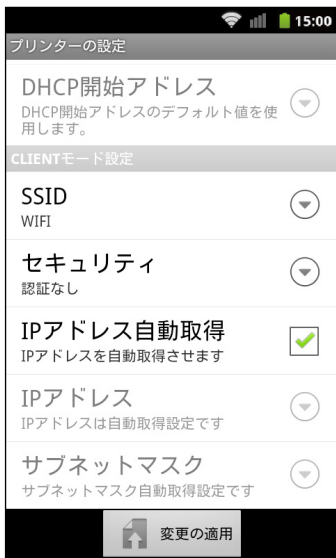 15:00
プリンターの設定
DHCP開始アドレス
DHCP開始アドレスのデフォルト値を使
用します。
CLIENTモード設定
SSID
WIFI
セキュリティ
認証なし
IPアドレス自動取得
IPアドレスを自動取得させます
IPアドレス
IPアドレスは自動取得設定です
サブネットマスク
サブネットマスク自動取得設定です
変更の適用